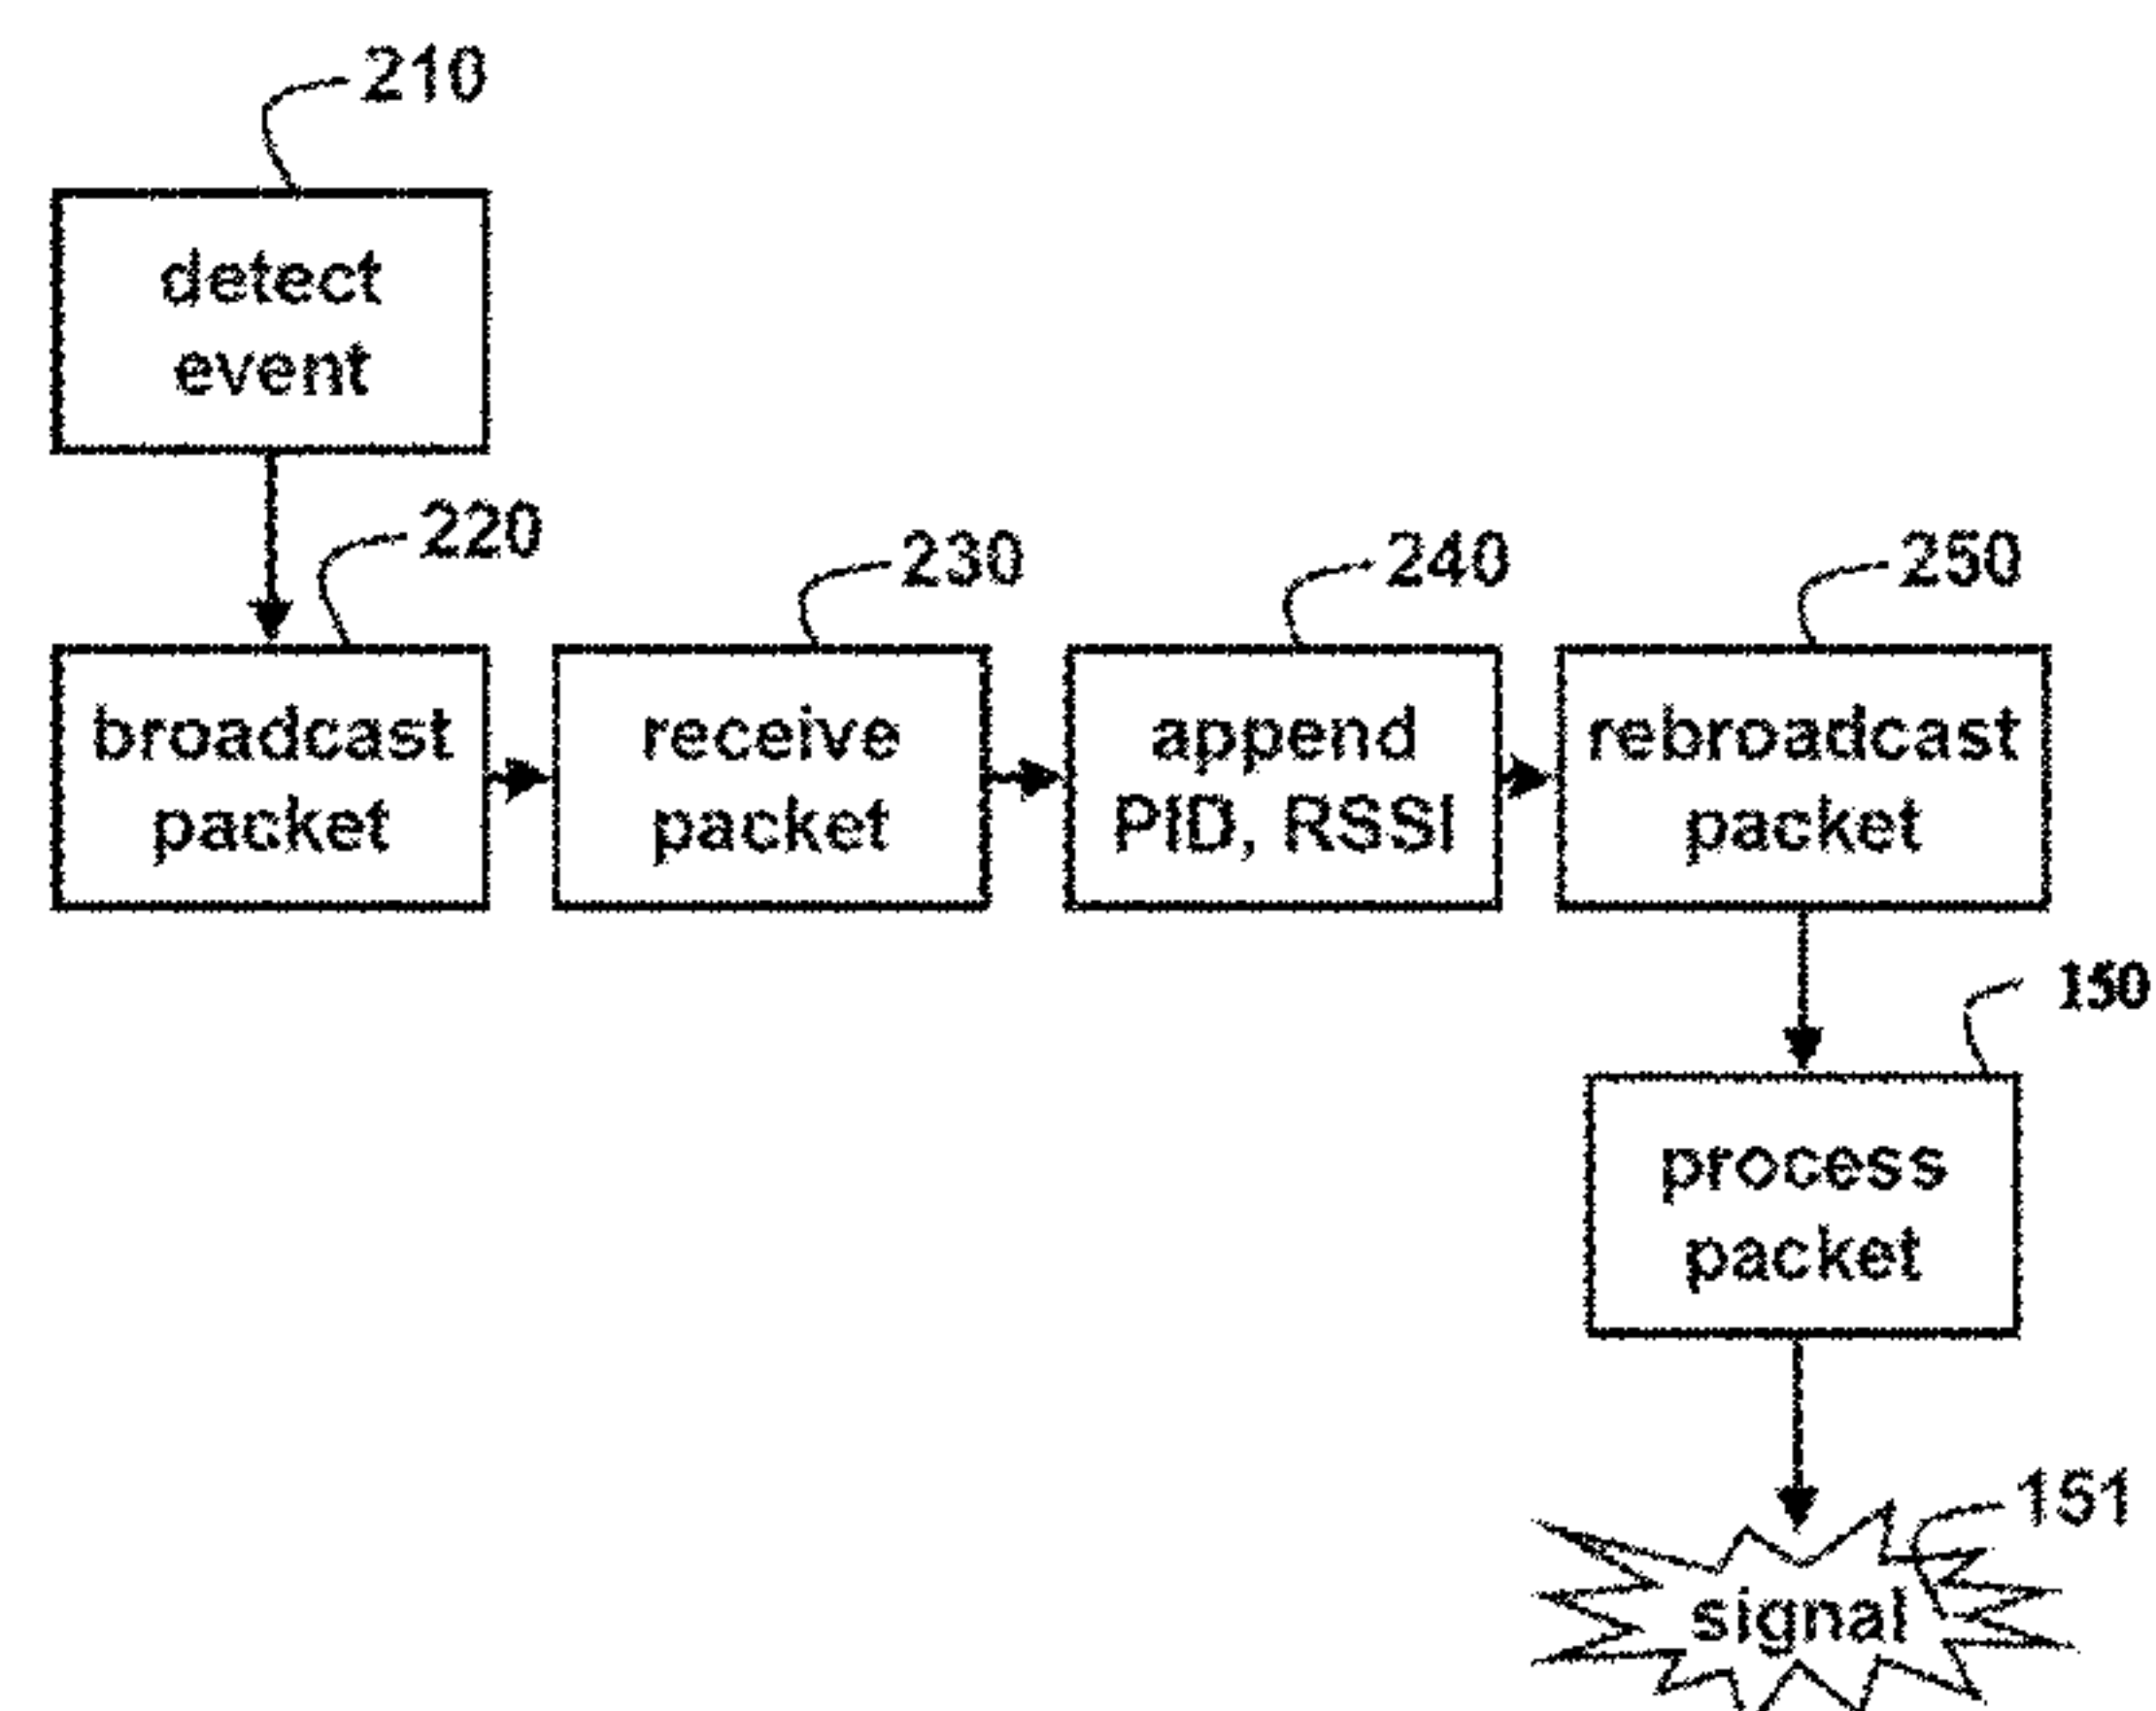 210
detect
event
220
230
240
250
broadcast
packet
receive
packet
append
PID, RSSI
rebroadcast
packet
150
process
packet
151
signal